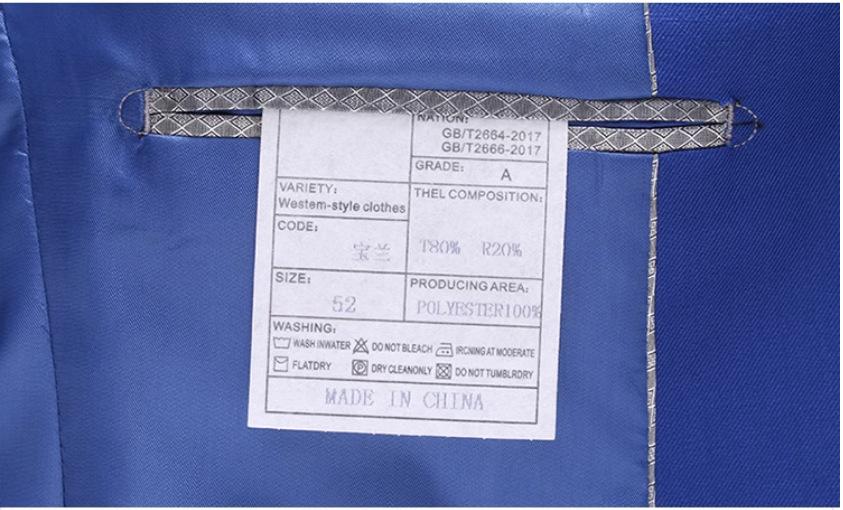 NATION:
GB/T2664-2017
GB/T2666-2017
GRADE:
A
VARIETY:
Westem-style clothes
THEL COMPOSITION:
T80% R20%
CODE:
宝兰
SIZE:
52
PRODUCING AREA:
POLYESTER100%
WASHING:
WASH INWATER DO NOT BLEACH IRCNING AT MODERATE
FLATDRY DRY CLEANONLY DO NOT TUMBLRDRY
MADE IN CHINA